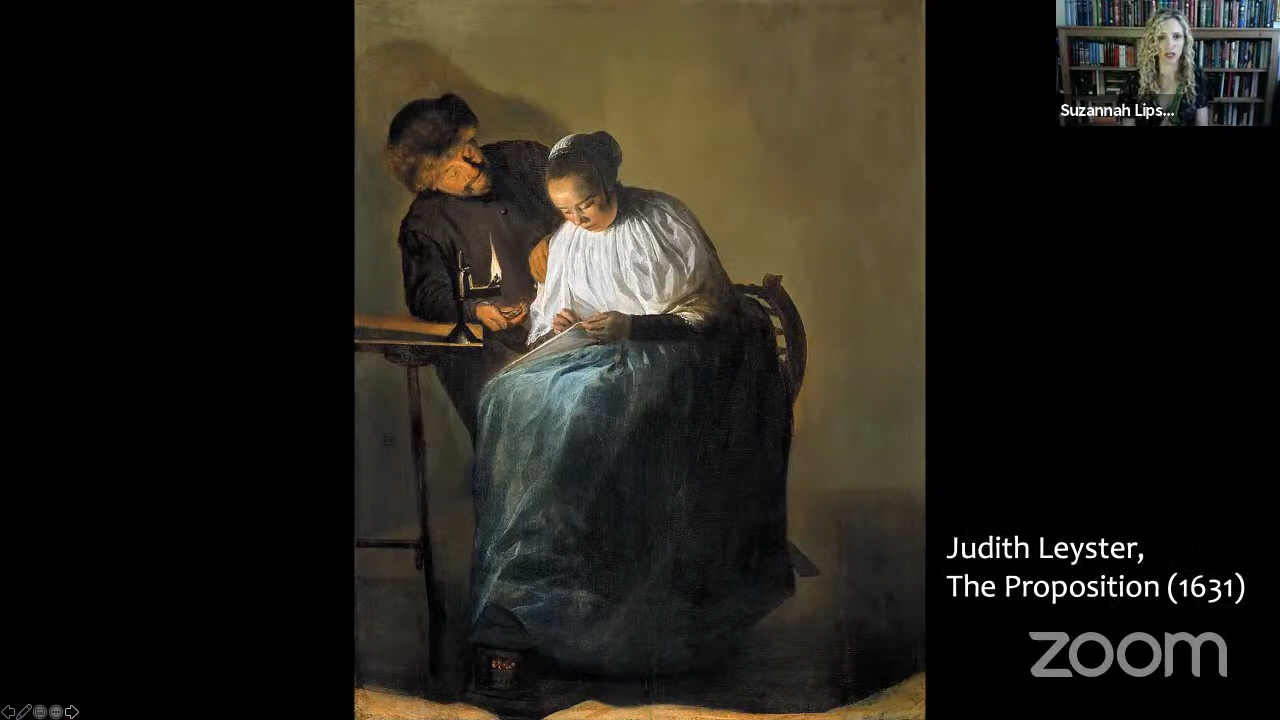 Suzannah Lips...
Judith Leyster,
The Proposition (1631)
zoom